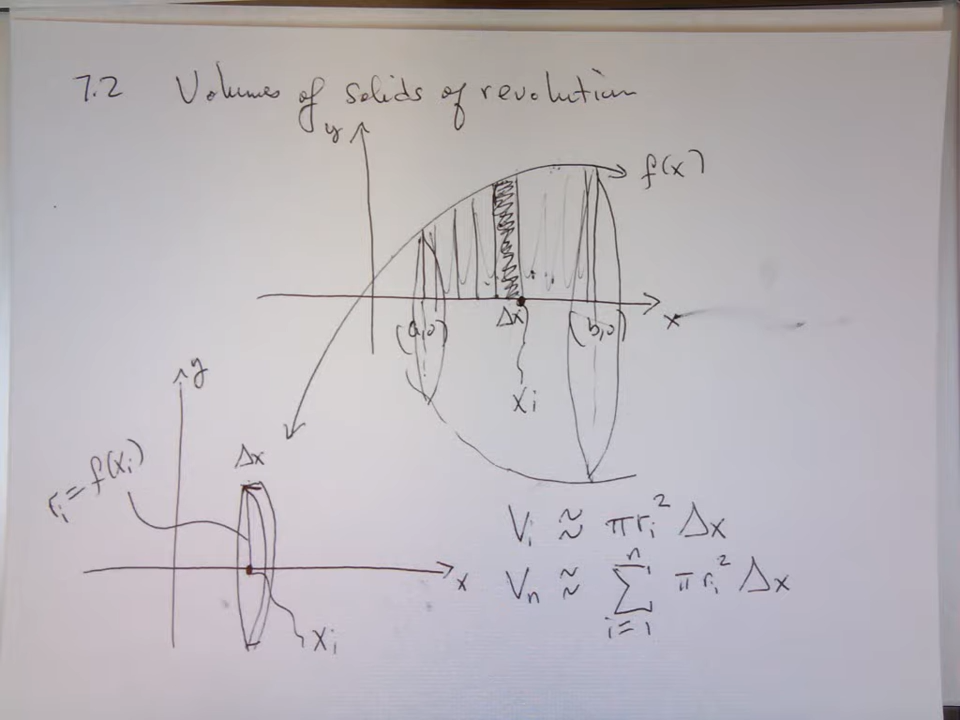 7.2 Volumes of solids of revolution
y
f(x)
Δx
x
(a,0)
(b,0)
xi
y
Δx
ri = f(xi)
x
xi
Vi ≈ πri² Δx
Vn ≈ Σ πri² Δx
n
i=1